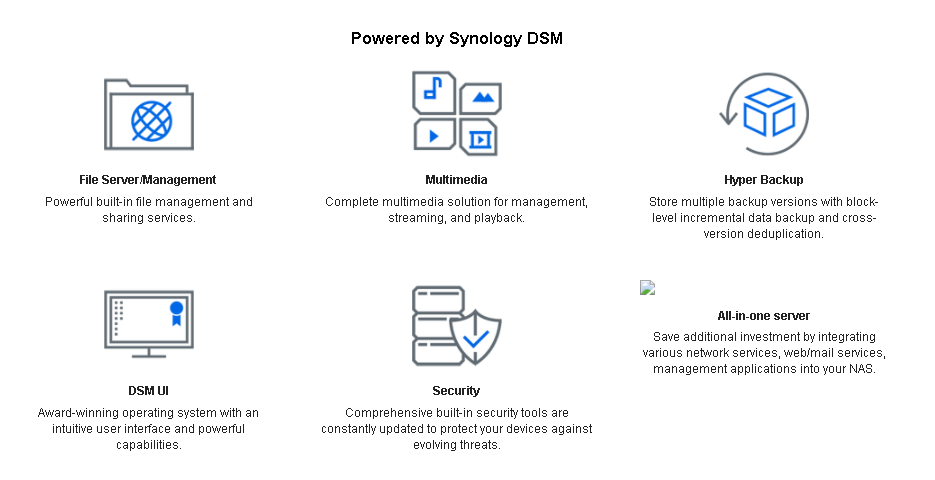 Powered by Synology DSM
File Server/Management
Powerful built-in file management and
sharing services.
Multimedia
Complete multimedia solution for management,
streaming, and playback.
Hyper Backup
Store multiple backup versions with block-
level incremental data backup and cross-
version deduplication.
DSM UI
Award-winning operating system with an
intuitive user interface and powerful
capabilities.
Security
Comprehensive built-in security tools are
constantly updated to protect your devices against
evolving threats.
All-in-one server
Save additional investment by integrating
various network services, web/mail services,
management applications into your NAS.